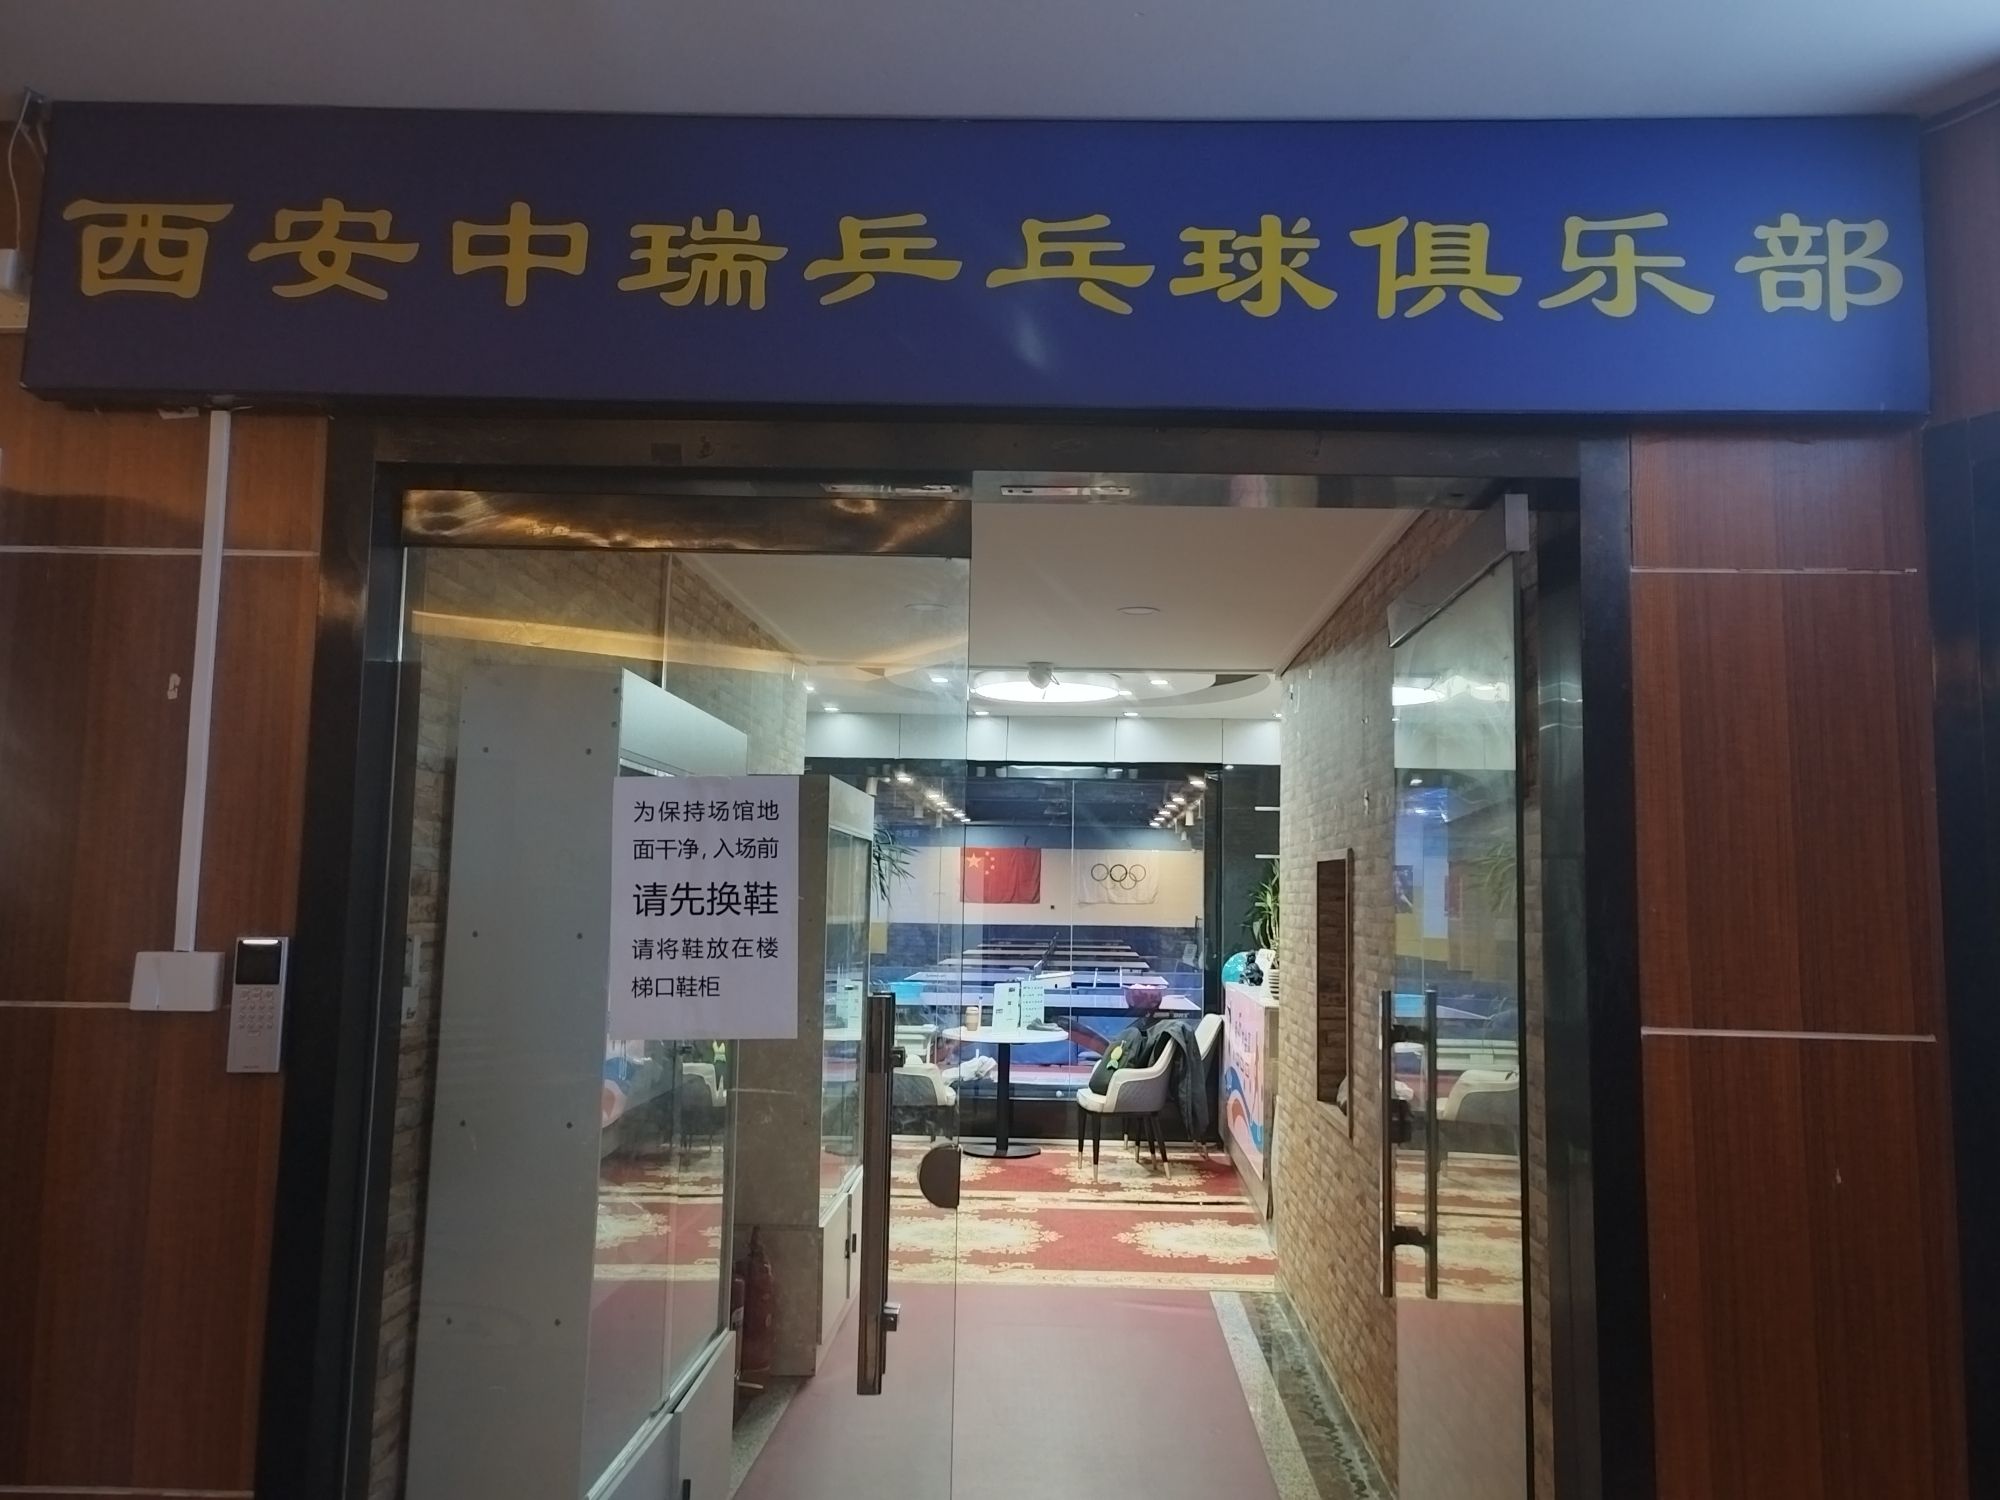 西安中瑞乒乓球俱乐部
为保持场馆地
面干净，入场前
请先换鞋
请将鞋放在楼
梯口鞋柜